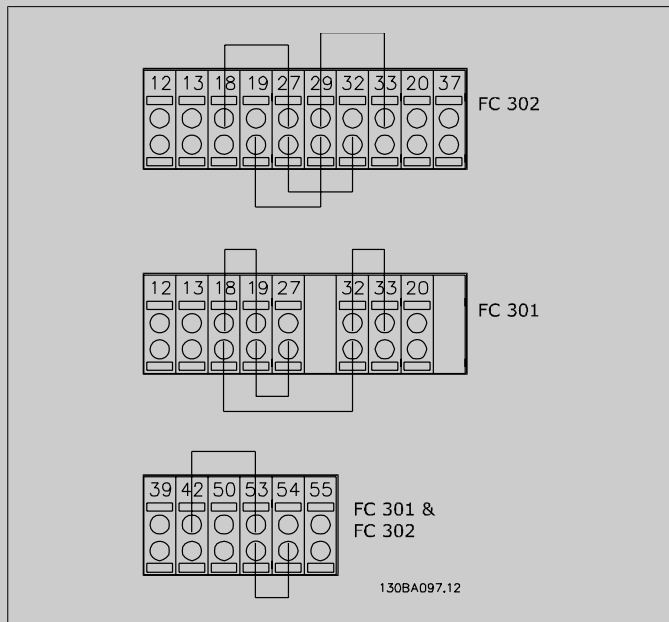 12 13 18 19 27 29 32 33 20 37
FC 302
12 13 18 19 27 32 33 20
FC 301
39 42 50 53 54 55
FC 301 &
FC 302
130BA097.12